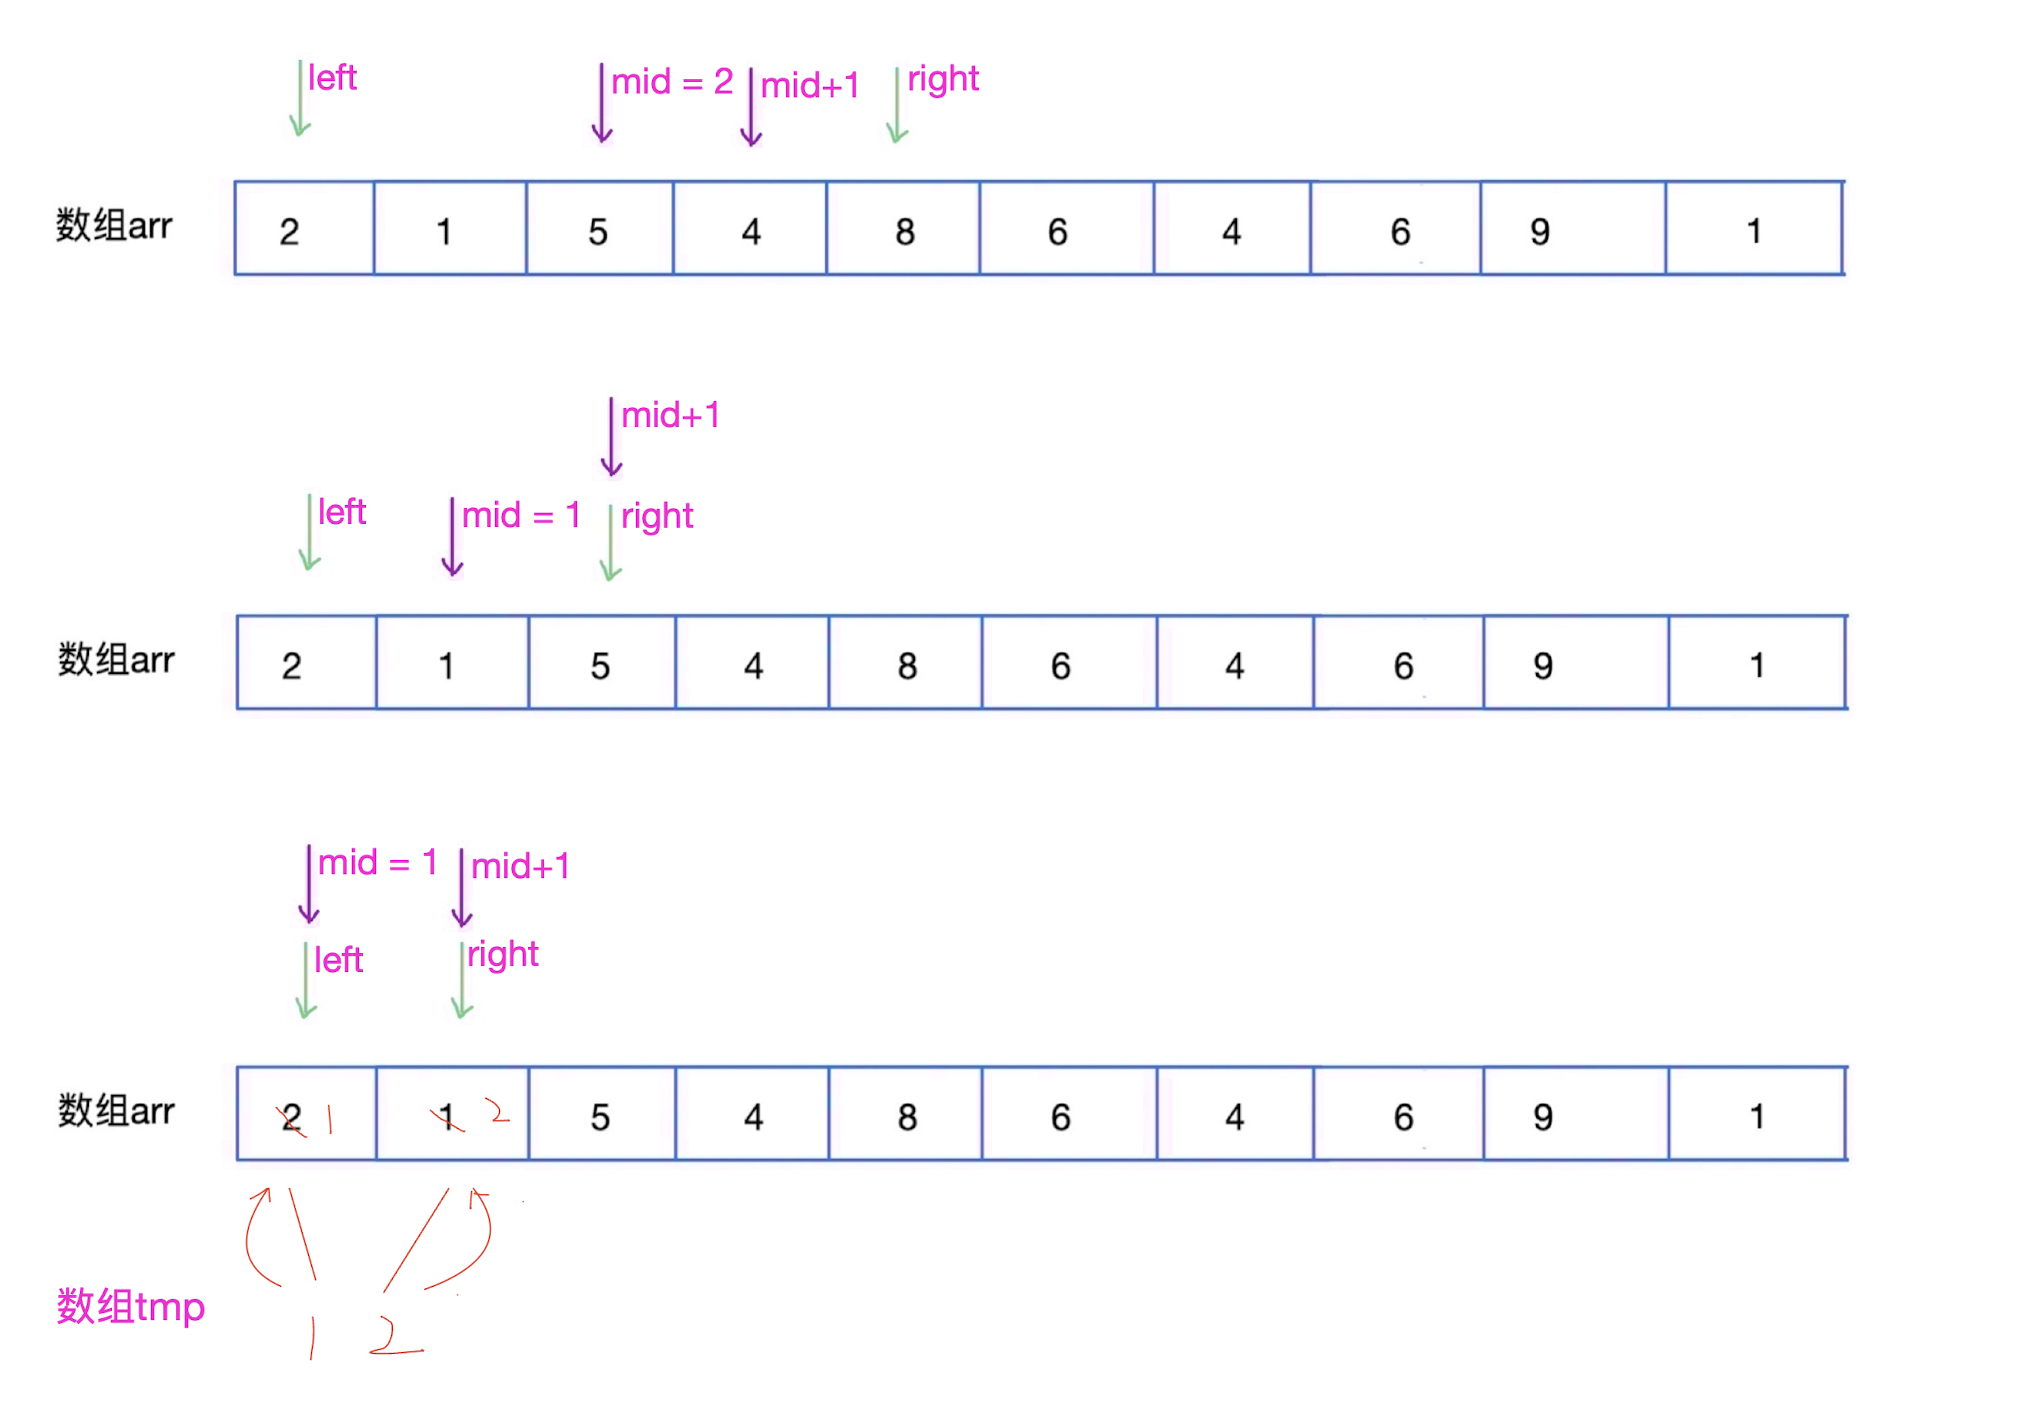 left mid = 2 mid+1 right
数组arr 2 1 5 4 8 6 4 6 9 1
mid+1
left mid = 1 right
数组arr 2 1 5 4 8 6 4 6 9 1
mid = 1 mid+1
left right
数组arr 2 1 1 2 5 4 8 6 4 6 9 1
数组tmp
1 2